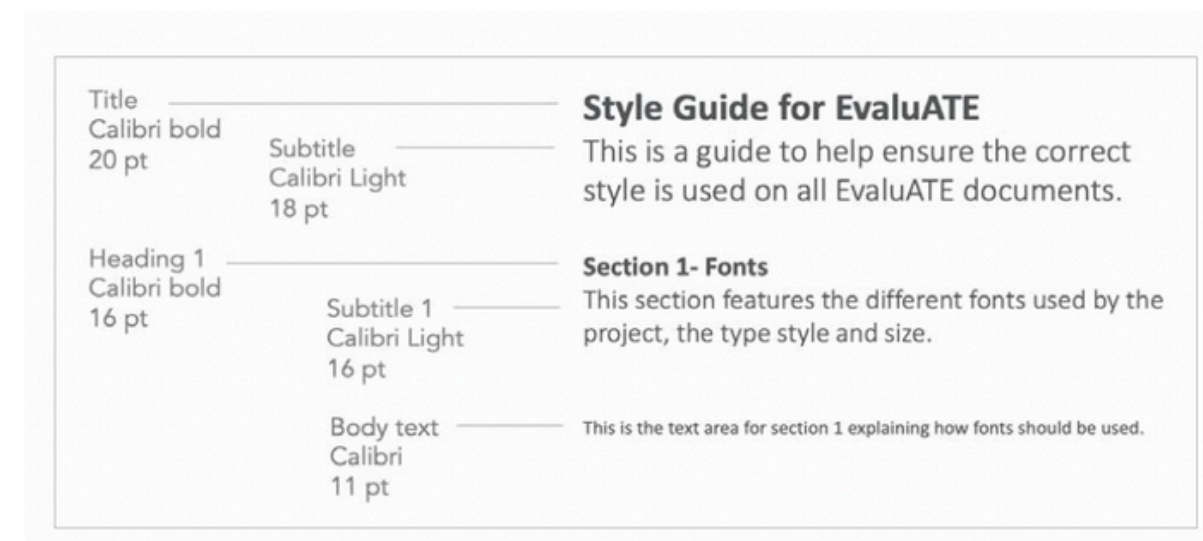 Title
Calibri bold
20 pt
Style Guide for EvaluATE
Subtitle
Calibri Light
18 pt
This is a guide to help ensure the correct
style is used on all EvaluATE documents.
Heading 1
Calibri bold
16 pt
Section 1- Fonts
Subtitle 1
Calibri Light
16 pt
This section features the different fonts used by the
project, the type style and size.
Body text
Calibri
11 pt
This is the text area for section 1 explaining how fonts should be used.